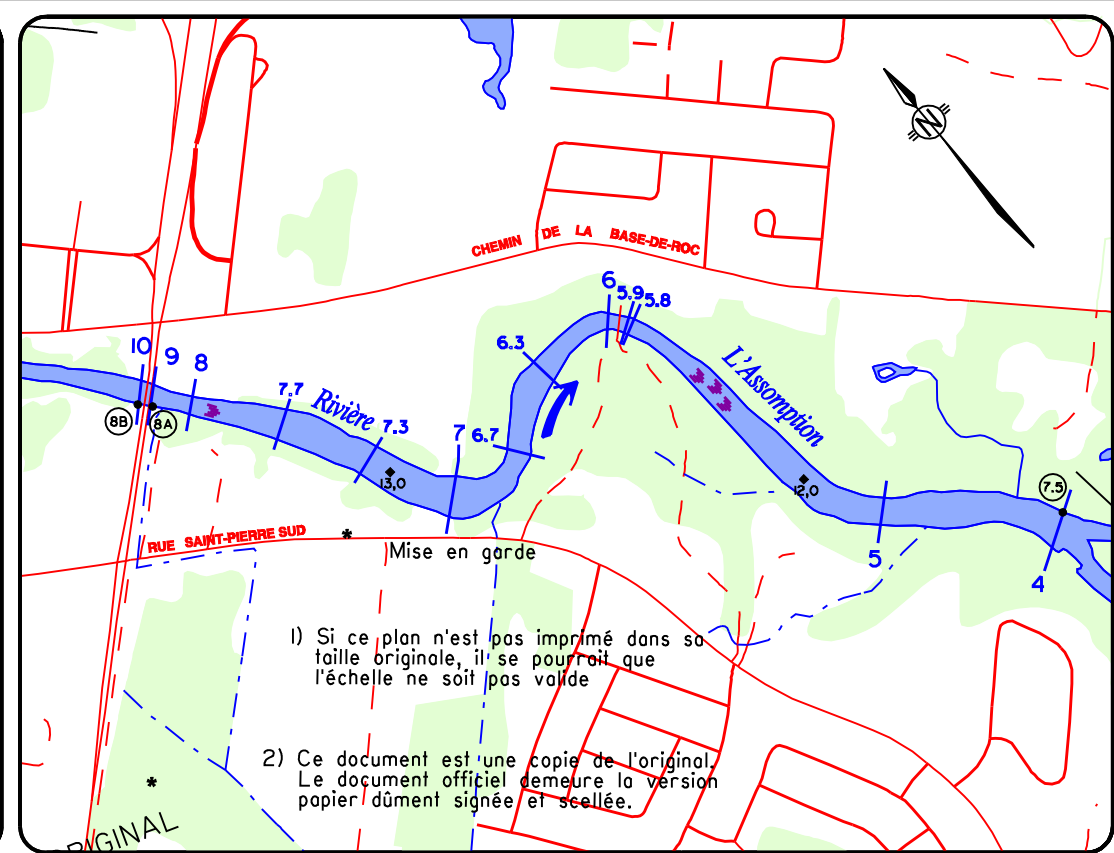 N
CHEMIN DE LA BASE-DE-ROC
6
5.9
5.8
6.3
10
9
8
7.7
Rivière
7.3
7
6.7
L'Assomption
8B
8A
13,0
12,0
7.5
5
4
RUE SAINT-PIERRE SUD
*
Mise en garde
1) Si ce plan n'est pas imprimé dans sa
taille originale, il se pourrait que
l'échelle ne soit pas valide
2) Ce document est une copie de l'original.
Le document officiel demeure la version
papier dûment signée et scellée.
*
ORIGINAL